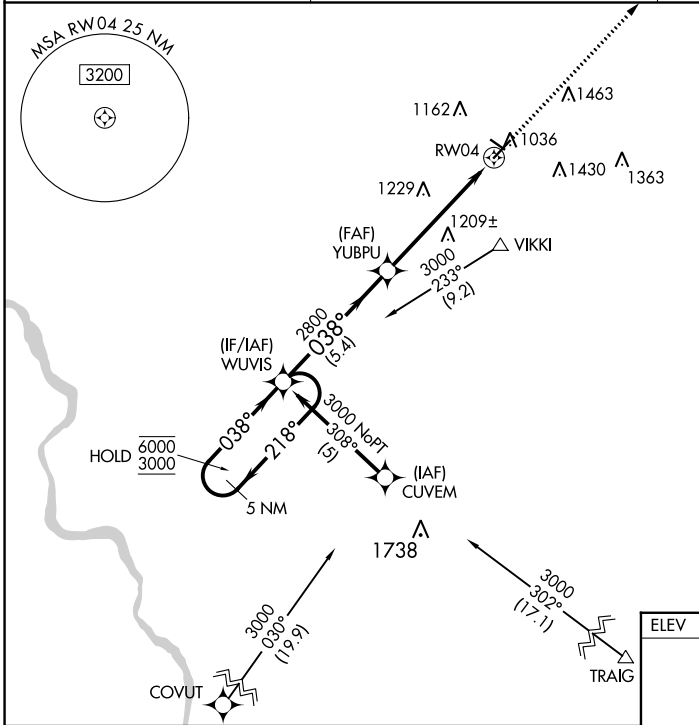 MSA RW04 25 NM
3200
1463
1162
1036
RW04
1430
1363
1229
1209±
(FAF)
YUBPU
VIKKI
3000
233°
(9.2)
2800
038°
(5.4)
(IF/IAF)
WUVIS
3000 NoPT
308°
(5)
038°
218°
HOLD
6000
3000
5 NM
(IAF)
CUVEM
1738
3000
030°
(19.9)
3000
302°
(17.1)
COVUT
TRAIG
ELEV